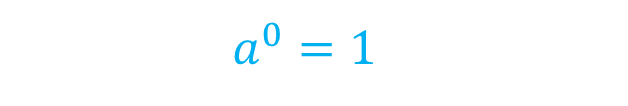 a⁰ = 1